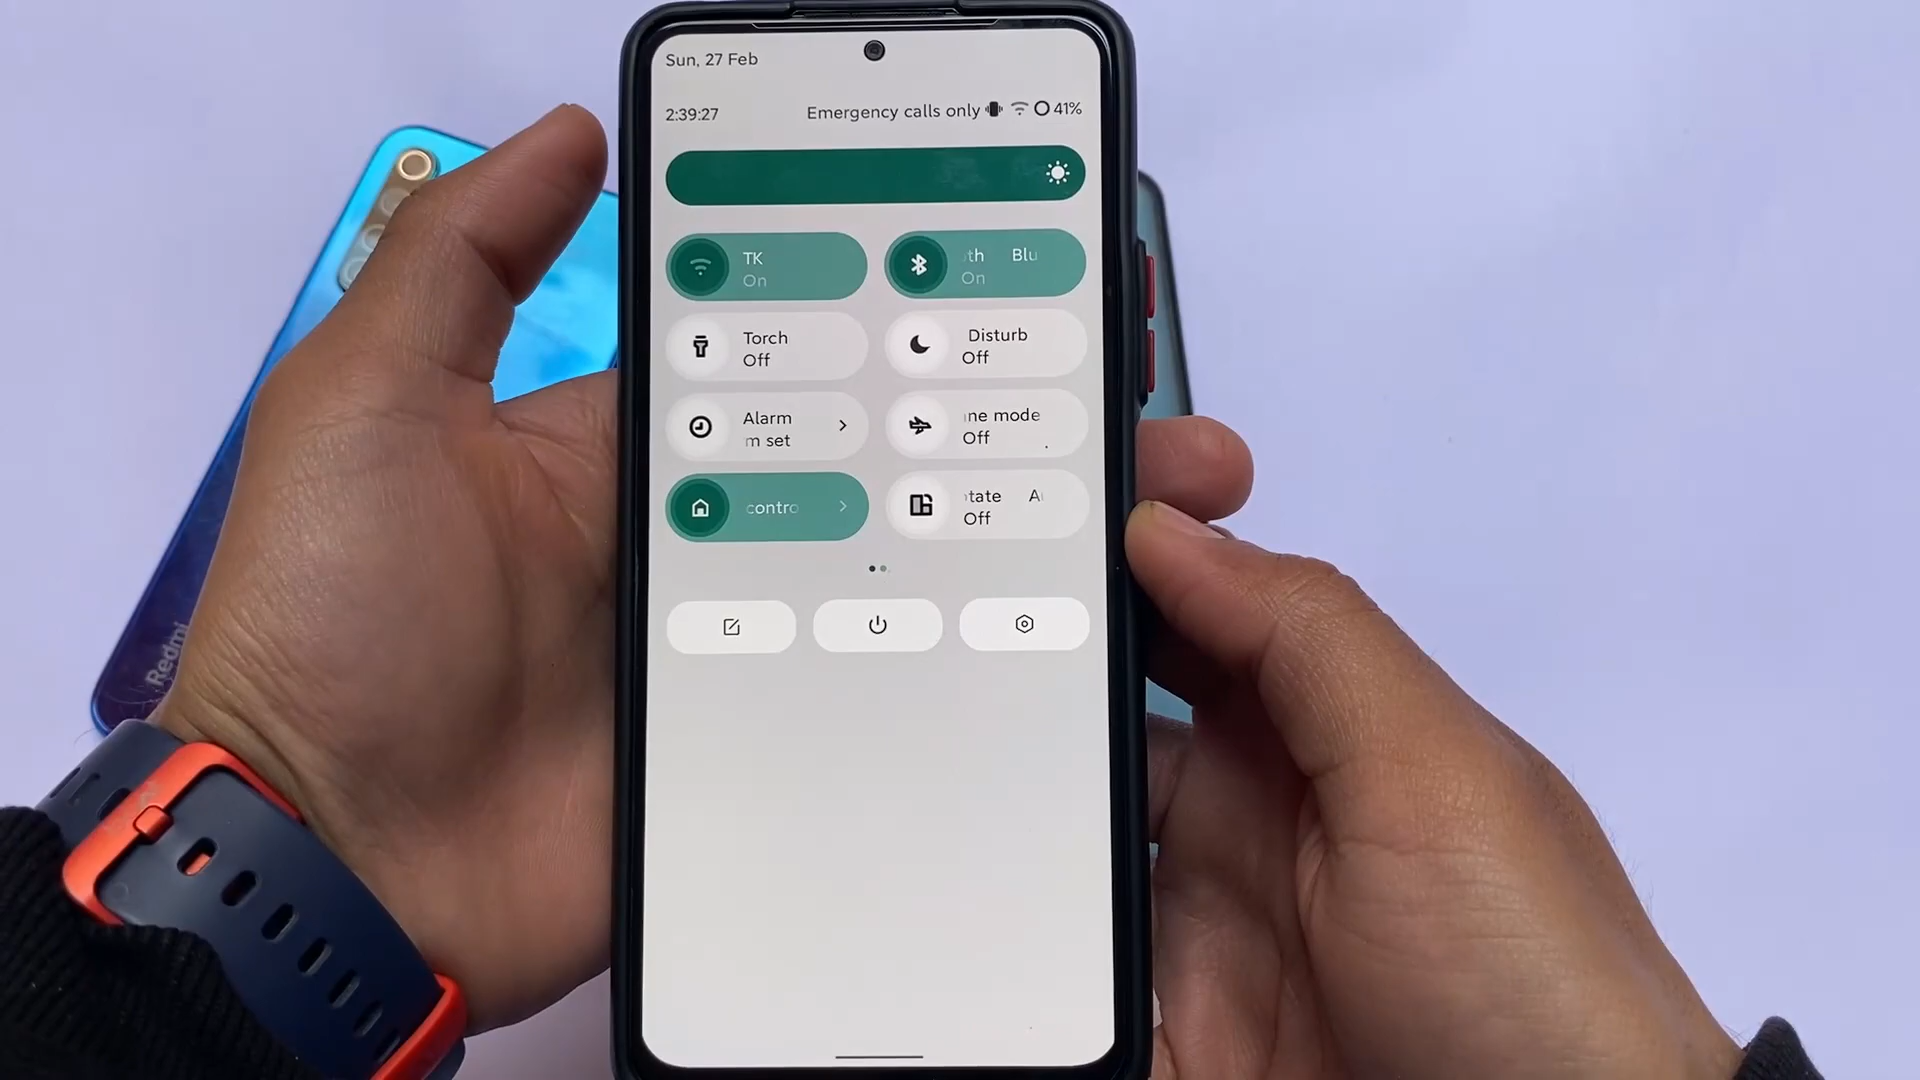 Sun, 27 Feb
2:39:27 Emergency calls only 41%
TK
On
th Blu
On
Torch
Off
Disturb
Off
Alarm
m set
ne mode
Off
contro
tate A
Off
Redmi